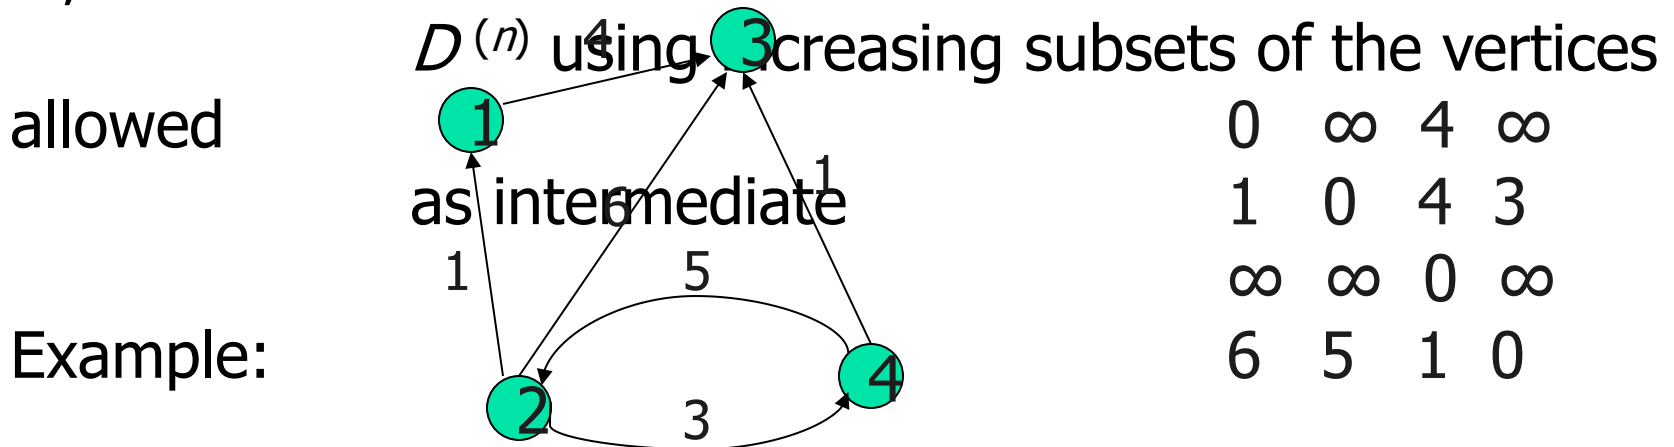 D(n) using increasing subsets of the vertices
allowed
as intermediate
Example:
4
3
1
6
1
1
5
2
4
3
0 ∞ 4 ∞
1 0 4 3
∞ ∞ 0 ∞
6 5 1 0